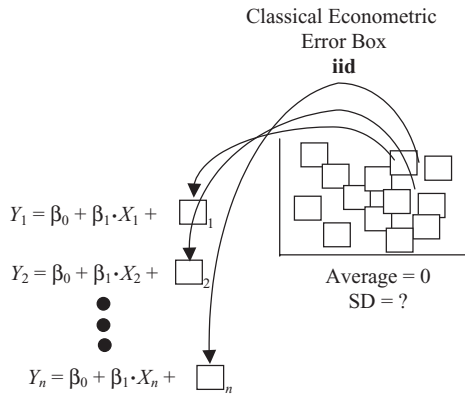 Classical Econometric
Error Box
iid
Y₁ = β₀ + β₁·X₁ + □₁
Y₂ = β₀ + β₁·X₂ + □₂
Average = 0
SD = ?
Yₙ = β₀ + β₁·Xₙ + □ₙ